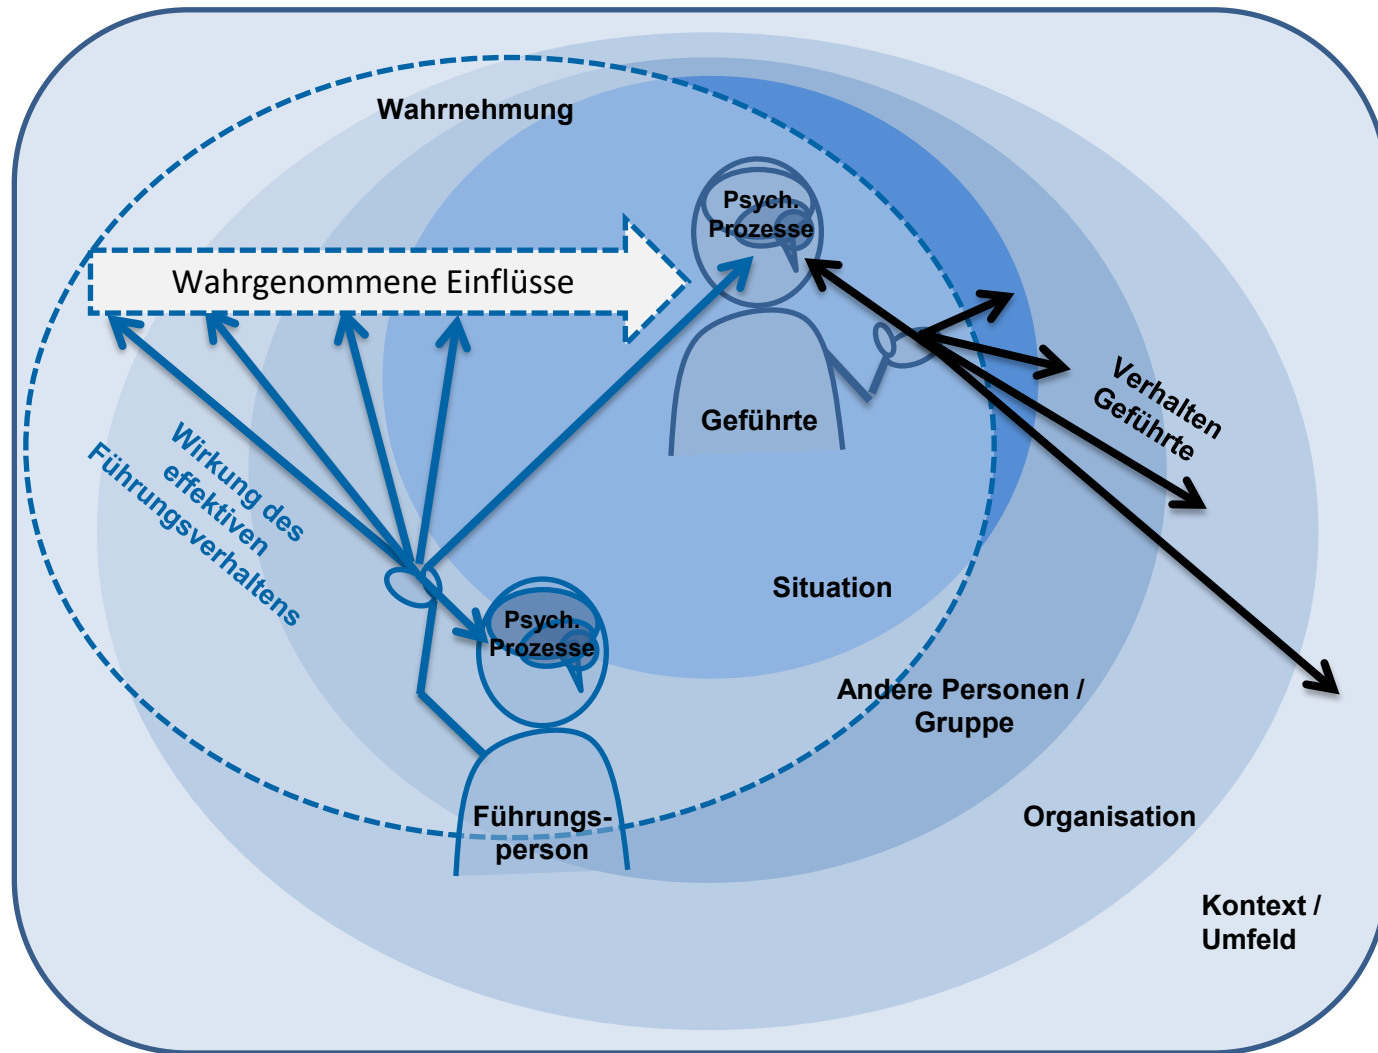 Wahrnehmung
Psych.
Prozesse
Wahrgenommene Einflüsse
Geführte
Verhalten
Geführte
Wirkung des
effektiven
Führungsverhaltens
Situation
Psych.
Prozesse
Andere Personen /
Gruppe
Führungs-
person
Organisation
Kontext /
Umfeld